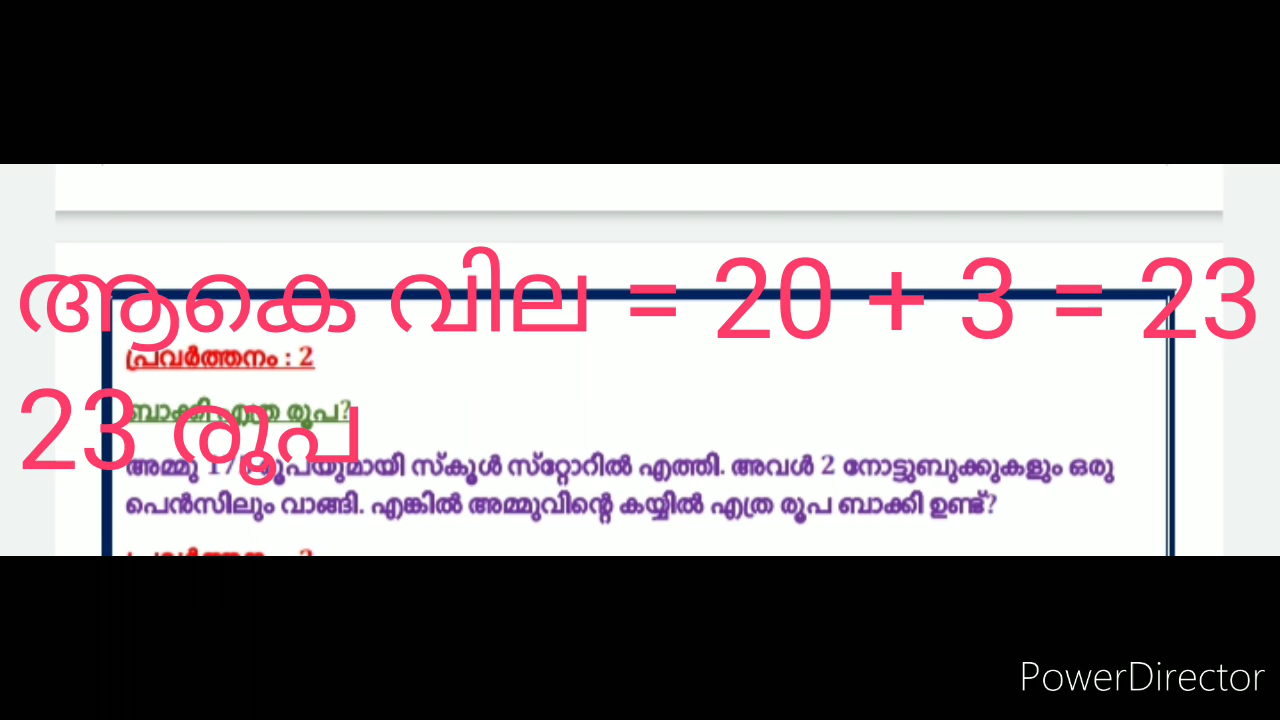 ആകെ വില = 20 + 3 = 23
23 രൂപ
പ്രവർത്തനം : 2
ബാക്കി എത്ര രൂപ?
അമ്മു രൂപയുമായി സ്കൂൾ സ്റ്റോറിൽ എത്തി. അവൾ 2 നോട്ടുബുക്കുകളും ഒരു
പെൻസിലും വാങ്ങി. എങ്കിൽ അമ്മുവിന്റെ കയ്യിൽ എത്ര രൂപ ബാക്കി ഉണ്ട്?
PowerDirector